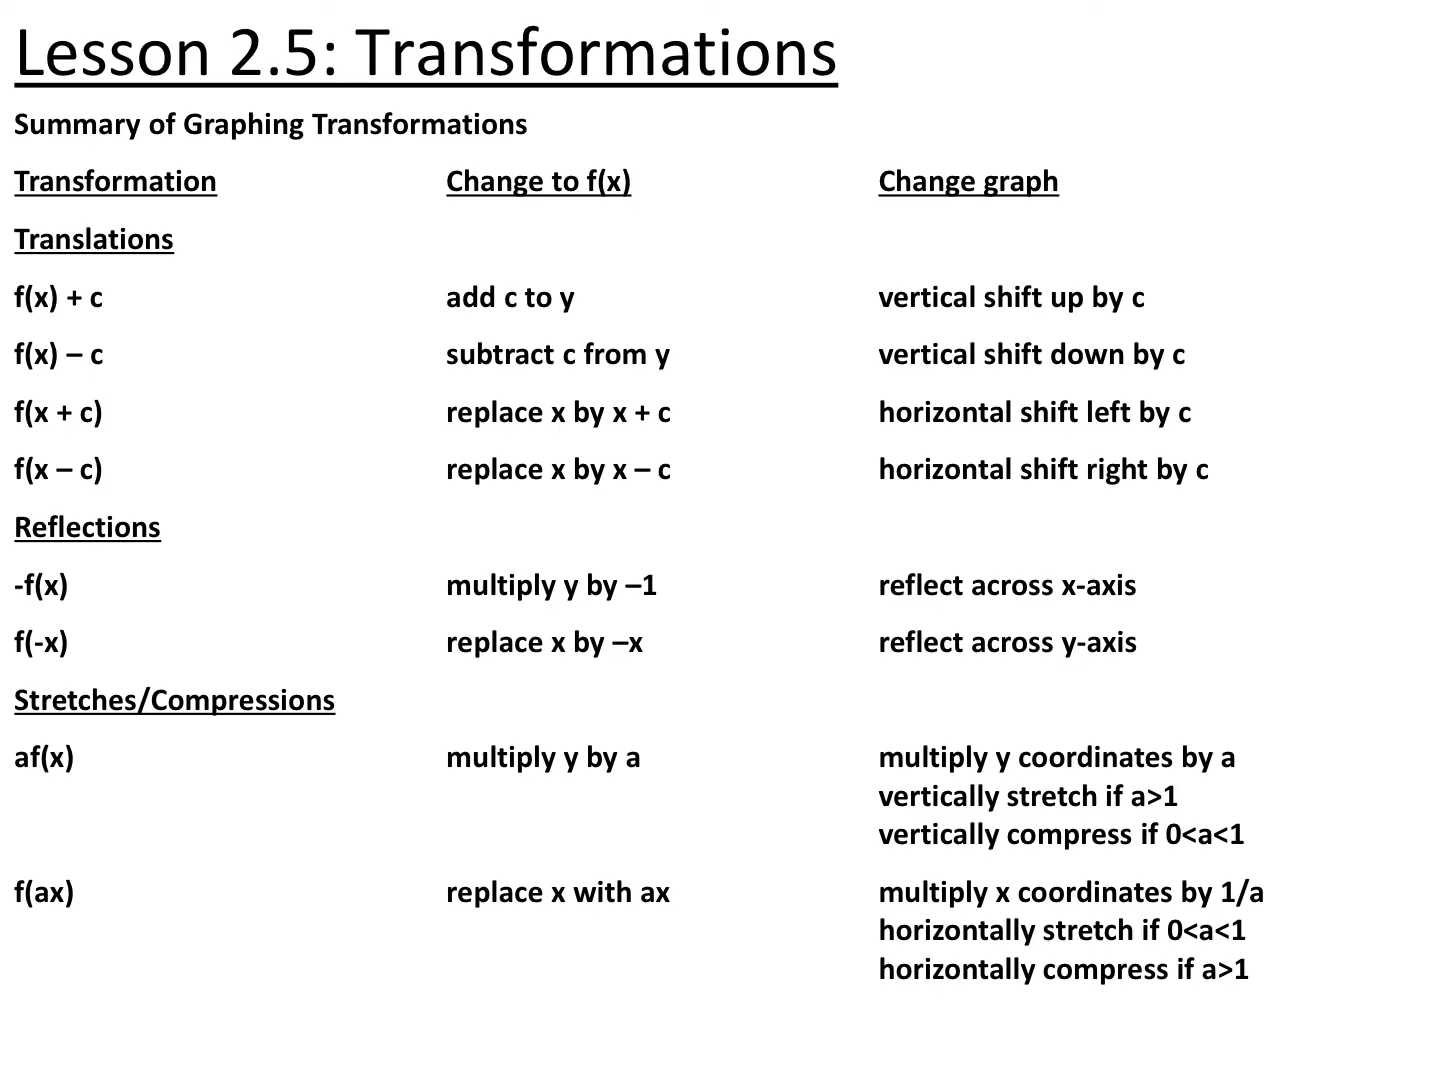 Lesson 2.5: Transformations
Summary of Graphing Transformations
Transformation Change to f(x) Change graph
Translations
f(x) + c add c to y vertical shift up by c
f(x) – c subtract c from y vertical shift down by c
f(x + c) replace x by x + c horizontal shift left by c
f(x – c) replace x by x – c horizontal shift right by c
Reflections
-f(x) multiply y by –1 reflect across x-axis
f(-x) replace x by –x reflect across y-axis
Stretches/Compressions
af(x) multiply y by a multiply y coordinates by a
vertically stretch if a>1
vertically compress if 0<a<1
f(ax) replace x with ax multiply x coordinates by 1/a
horizontally stretch if 0<a<1
horizontally compress if a>1